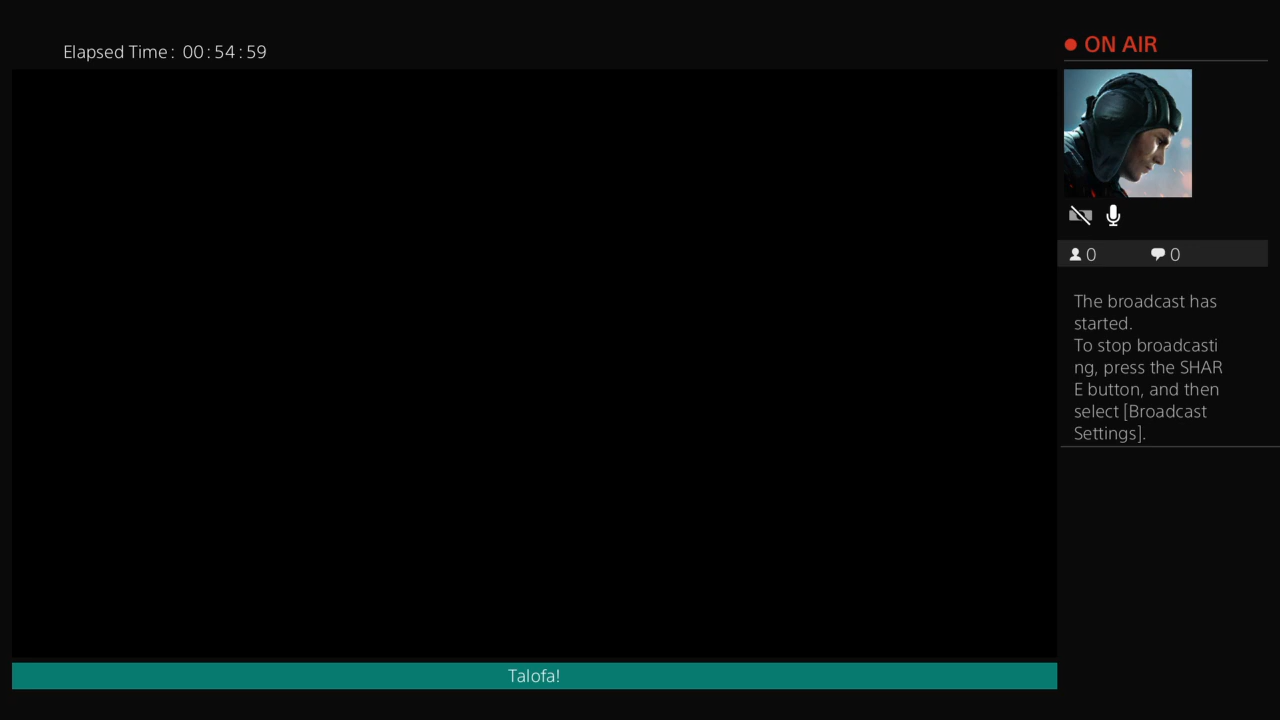 Elapsed Time: 00:54:59
ON AIR
0 0
The broadcast has
started.
To stop broadcasti
ng, press the SHAR
E button, and then
select [Broadcast
Settings].
Talofa!